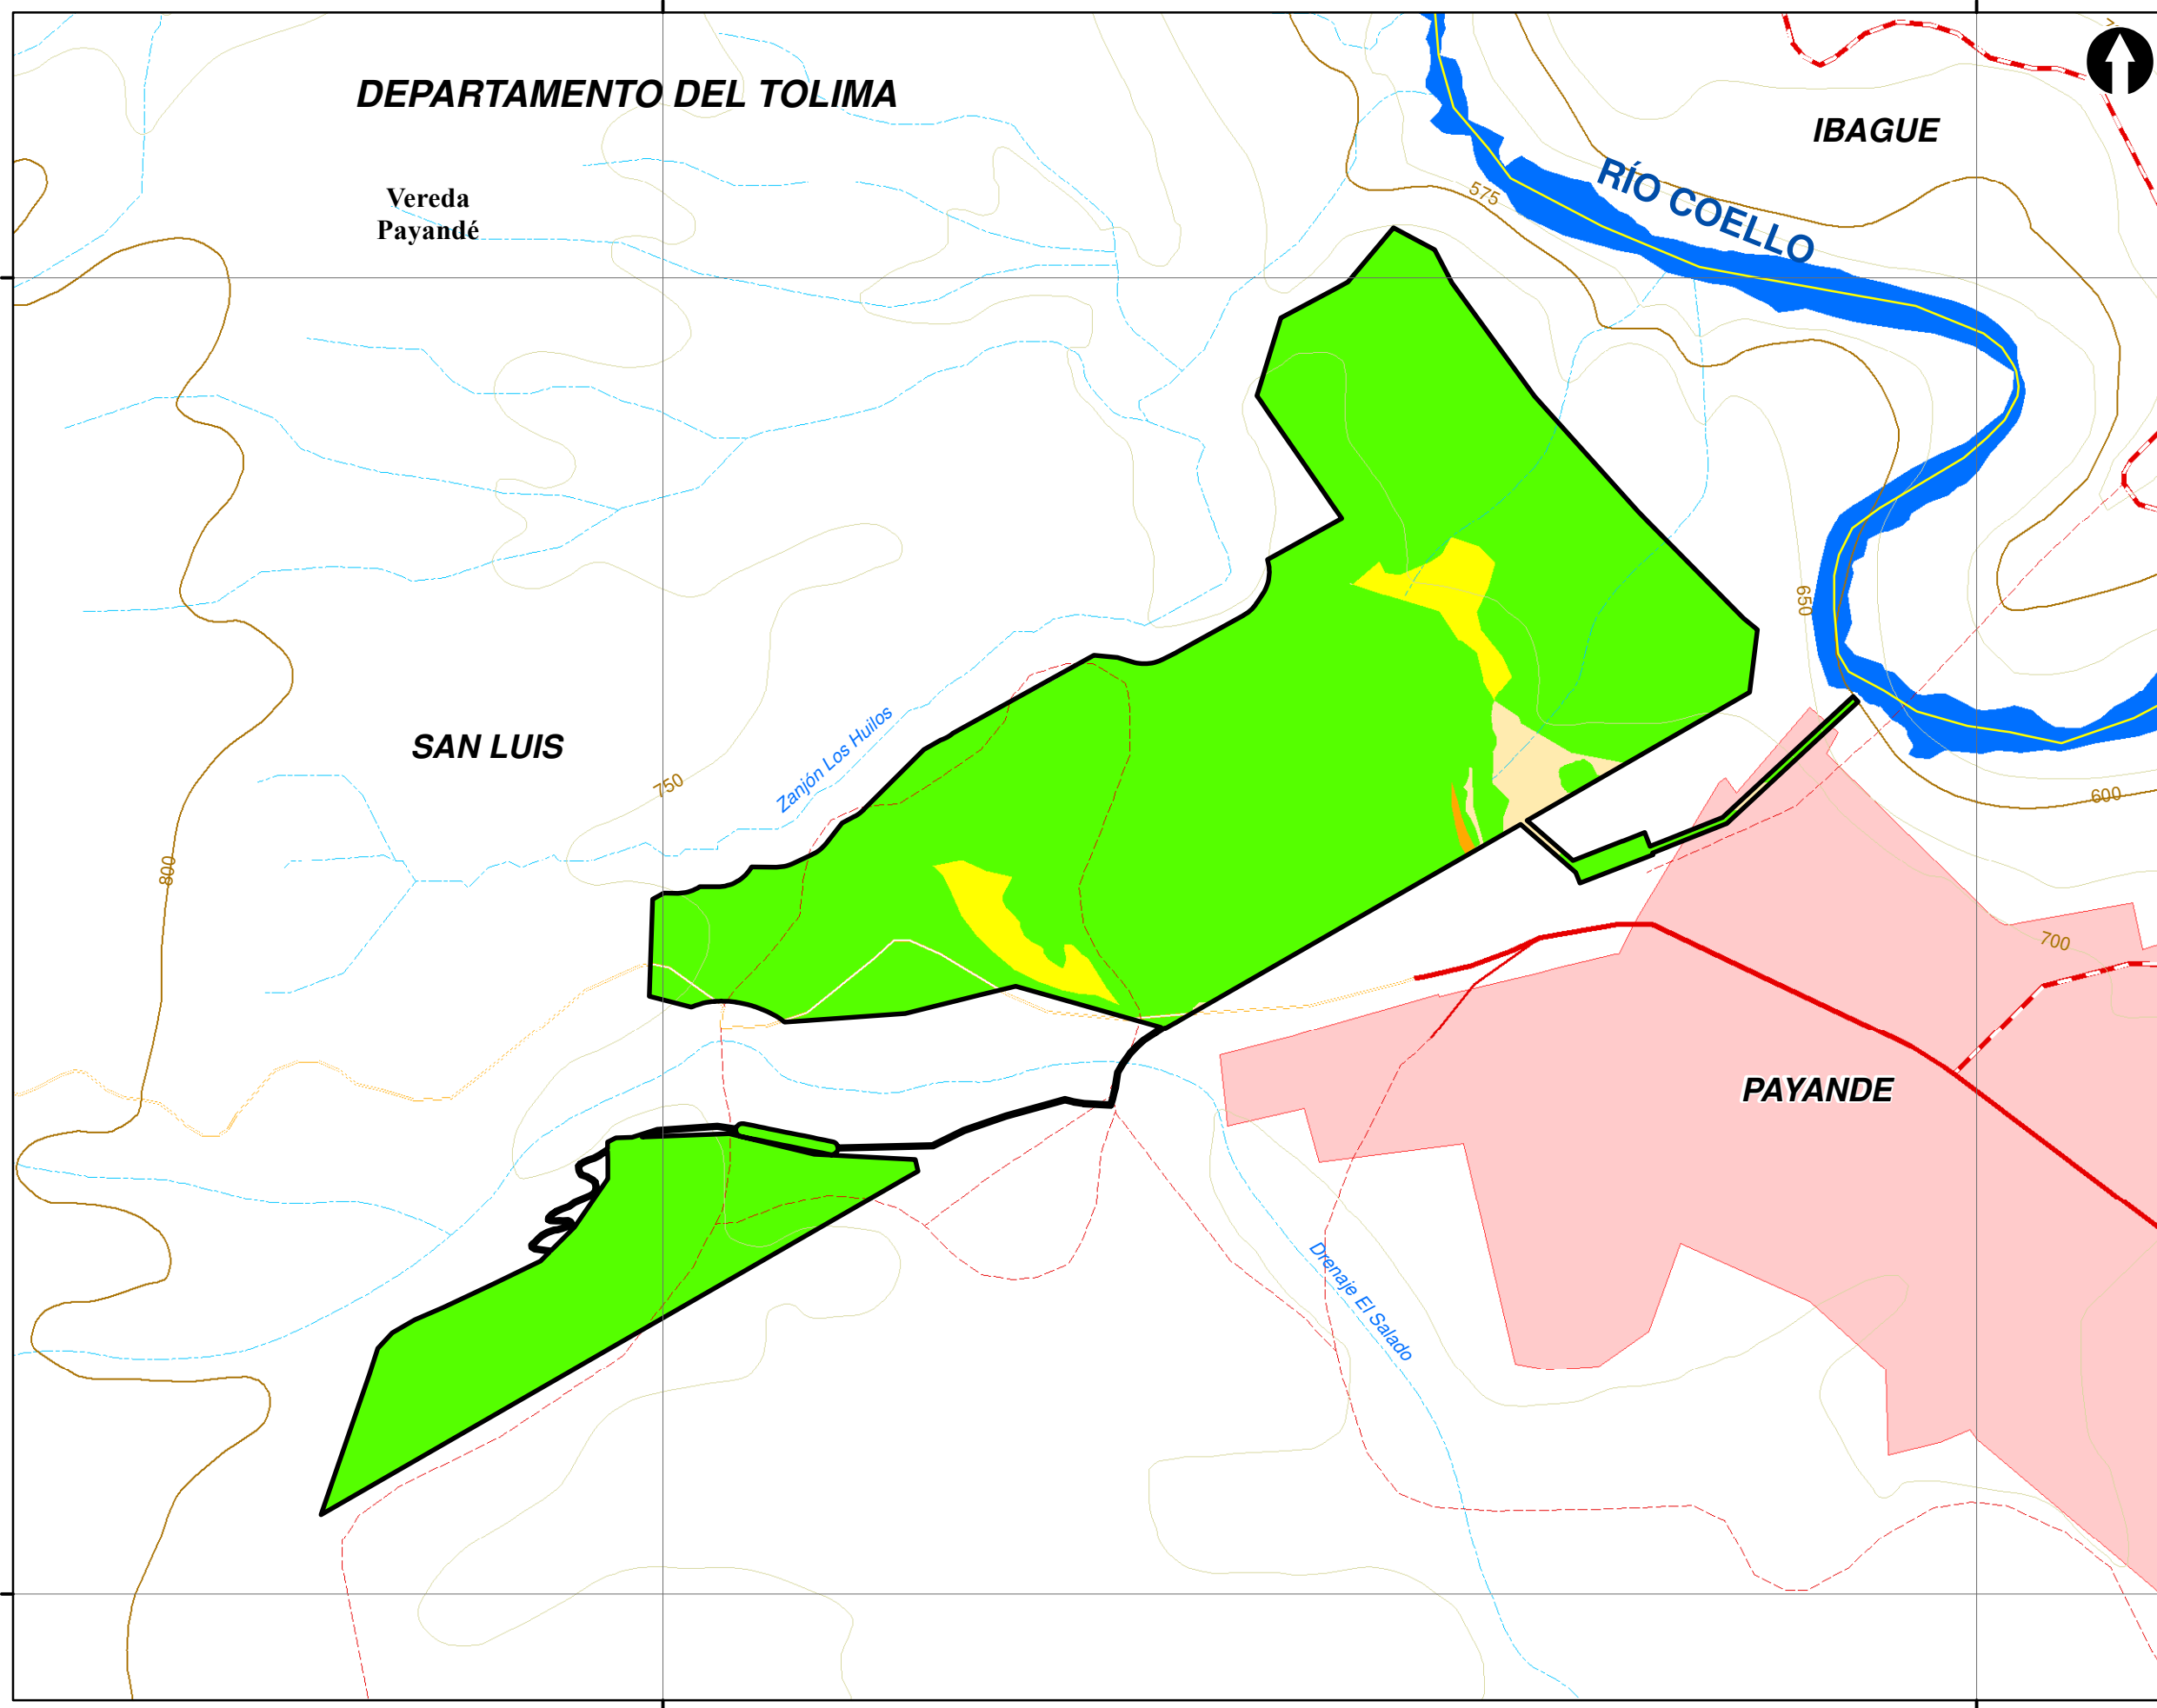 DEPARTAMENTO DEL TOLIMA
IBAGUE
RÍO COELLO
Vereda
Payandé
575
650
SAN LUIS
Zanjón Los Huilos
750
600
800
700
PAYANDE
Drenaje El Salado